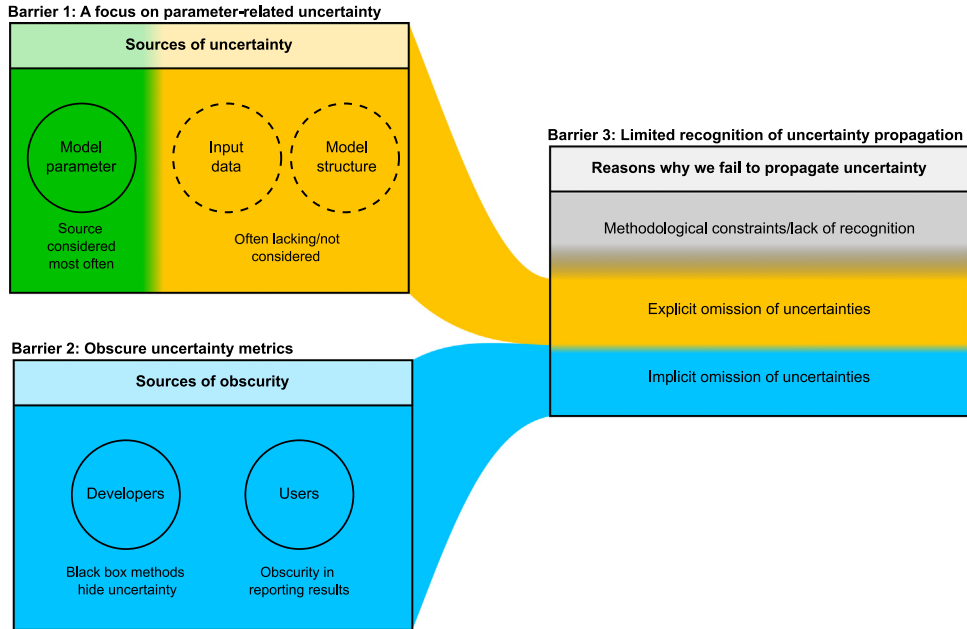 Barrier 1: A focus on parameter-related uncertainty
Sources of uncertainty
Model
parameter
Input
data
Model
structure
Source
considered
most often
Often lacking/not
considered
Barrier 2: Obscure uncertainty metrics
Sources of obscurity
Developers
Users
Black box methods
hide uncertainty
Obscurity in
reporting results
Barrier 3: Limited recognition of uncertainty propagation
Reasons why we fail to propagate uncertainty
Methodological constraints/lack of recognition
Explicit omission of uncertainties
Implicit omission of uncertainties